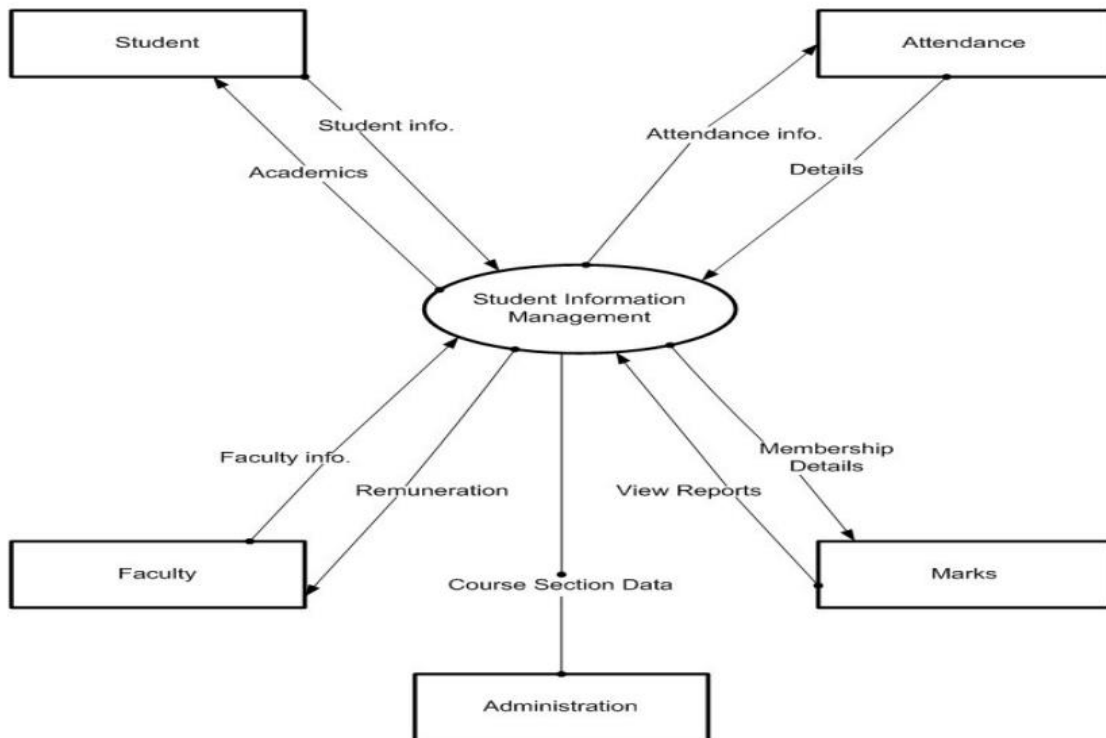 Student
Attendance
Student info.
Attendance info.
Academics
Details
Student Information
Management
Faculty info.
Membership
Details
Remuneration
View Reports
Faculty
Marks
Course Section Data
Administration